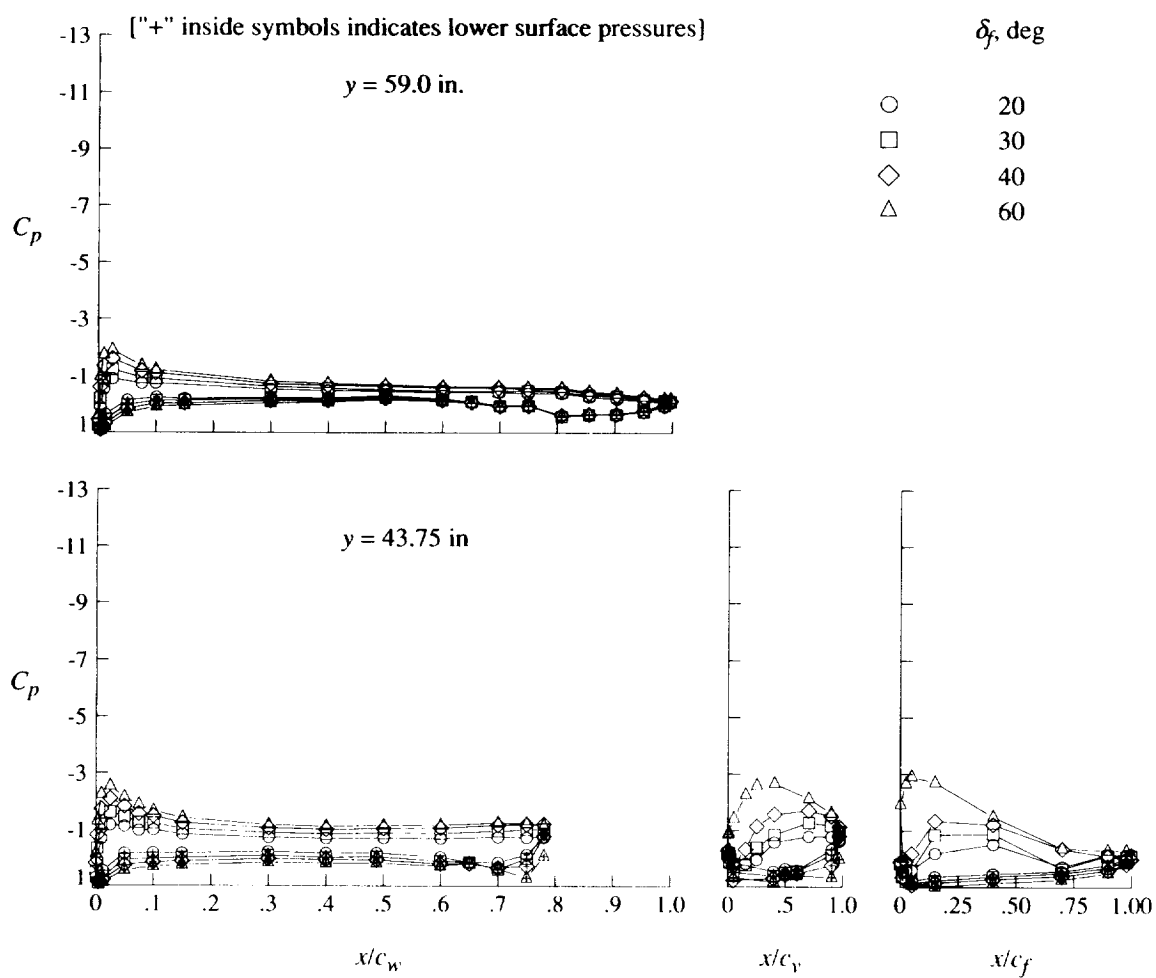 ["+" inside symbols indicates lower surface pressures]
δf, deg
y = 59.0 in.
20
30
40
60
-13
-11
-9
-7
-5
-3
-1
1
Cp
y = 43.75 in
-13
-11
-9
-7
-5
-3
-1
1
Cp
0 .1 .2 .3 .4 .5 .6 .7 .8 .9 1.0
0 .5 1.0
0 .25 .50 .75 1.00
x/cw
x/cv
x/cf